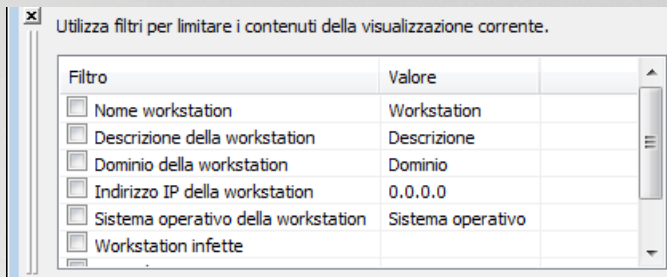 Utilizza filtri per limitare i contenuti della visualizzazione corrente.
Filtro Valore
Nome workstation Workstation
Descrizione della workstation Descrizione
Dominio della workstation Dominio
Indirizzo IP della workstation 0.0.0.0
Sistema operativo della workstation Sistema operativo
Workstation infette